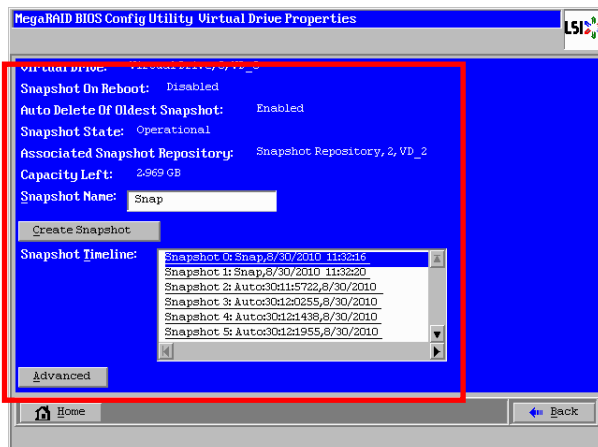 MegaRAID BIOS Config Utility Virtual Drive Properties
LSI
Virtual Drive: Virtual Drive,
Snapshot On Reboot: Disabled
Auto Delete Of Oldest Snapshot: Enabled
Snapshot State: Operational
Associated Snapshot Repository: Snapshot Repository,2,VD_2
Capacity Left: 2.969 GB
Snapshot Name: Snap
Create Snapshot
Snapshot Timeline:
Snapshot 0: Snap,8/30/2010 11:32:16
Snapshot 1: Snap,8/30/2010 11:32:20
Snapshot 2: Auto:30:11:5722,8/30/2010
Snapshot 3: Auto:30:12:0255,8/30/2010
Snapshot 4: Auto:30:12:1438,8/30/2010
Snapshot 5: Auto:30:12:1955,8/30/2010
Advanced
Home
Back